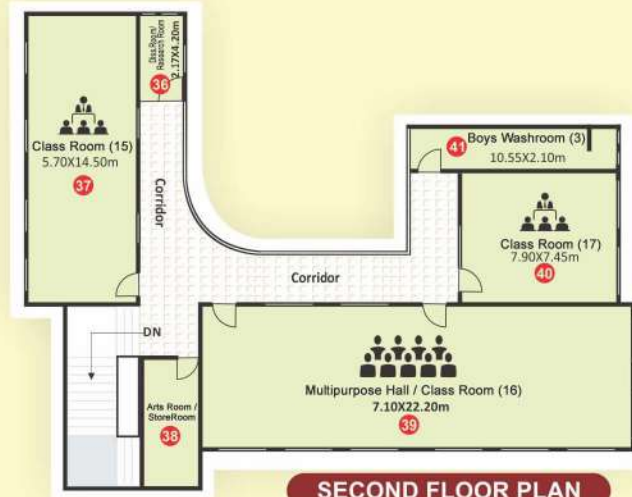 Diss.Room/
Research Room
2.17X4.20m
36
Class Room (15)
5.70X14.50m
37
Corridor
Boys Washroom (3)
41
10.55X2.10m
Class Room (17)
7.90X7.45m
40
Corridor
DN
Multipurpose Hall / Class Room (16)
7.10X22.20m
39
Arts Room /
StoreRoom
38
SECOND FLOOR PLAN